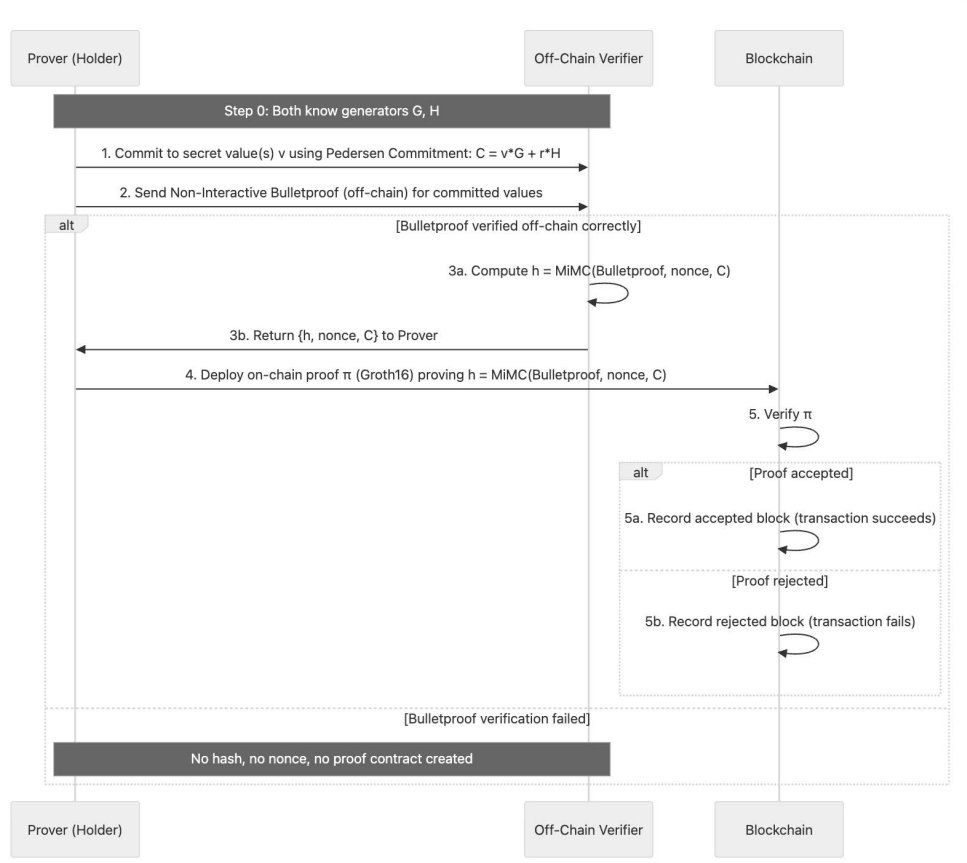 Prover (Holder)
Off-Chain Verifier
Blockchain
Step 0: Both know generators G, H
1. Commit to secret value(s) v using Pedersen Commitment: C = v*G + r*H
2. Send Non-Interactive Bulletproof (off-chain) for committed values
alt
[Bulletproof verified off-chain correctly]
3a. Compute h = MiMC(Bulletproof, nonce, C)
3b. Return {h, nonce, C} to Prover
4. Deploy on-chain proof π (Groth16) proving h = MiMC(Bulletproof, nonce, C)
5. Verify π
alt
[Proof accepted]
5a. Record accepted block (transaction succeeds)
[Proof rejected]
5b. Record rejected block (transaction fails)
[Bulletproof verification failed]
No hash, no nonce, no proof contract created
Prover (Holder)
Off-Chain Verifier
Blockchain